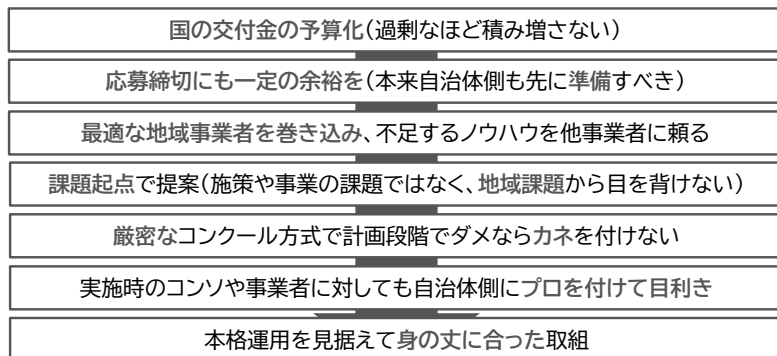 国の交付金の予算化(過剰なほど積み増さない)
応募締切にも一定の余裕を(本来自治体側も先に準備すべき)
最適な地域事業者を巻き込み、不足するノウハウを他事業者に頼る
課題起点で提案(施策や事業の課題ではなく、地域課題から目を背けない)
厳密なコンクール方式で計画段階でダメならカネを付けない
実施時のコンソや事業者に対しても自治体側にプロを付けて目利き
本格運用を見据えて身の丈に合った取組